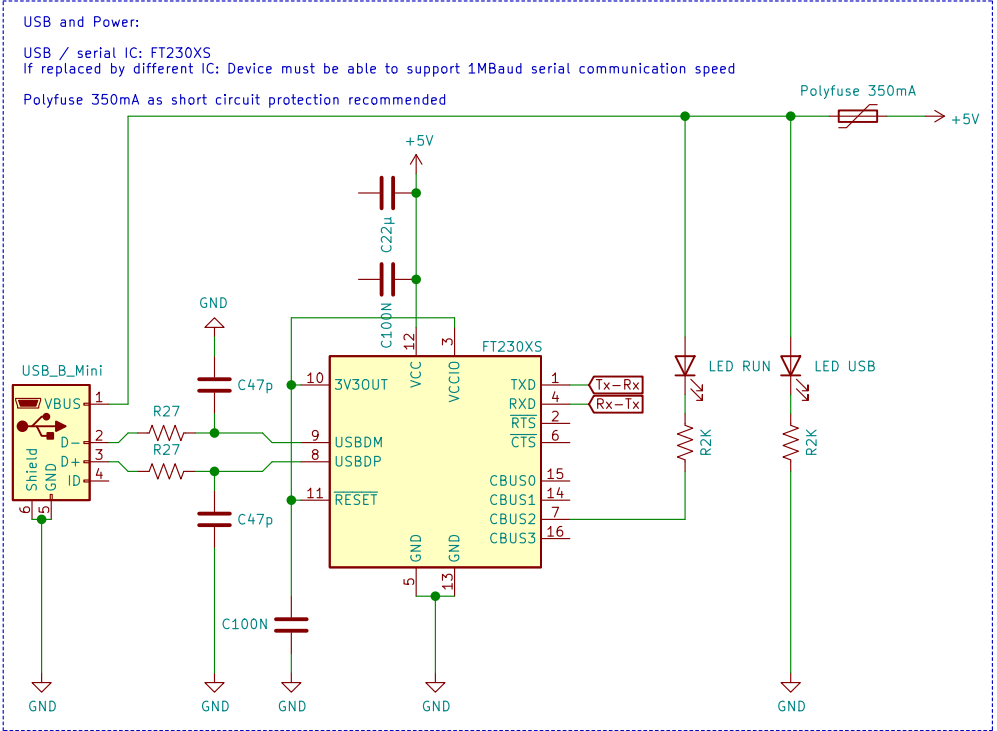 USB and Power:
USB / serial IC: FT230XS
If replaced by different IC: Device must be able to support 1MBaud serial communication speed
Polyfuse 350mA as short circuit protection recommended
Polyfuse 350mA
+5V
+5V
C22µ
C100N
GND
FT230XS
12
3
VCC
VCCIO
USB_B_Mini
VBUS
1
D-
2
D+
3
ID
4
Shield
GND
6
5
R27
R27
C47p
C47p
10
3V3OUT
9
USBDM
8
USBDP
11
RESET
TXD
1
Tx-Rx
RXD
4
Rx-Tx
RTS
2
CTS
6
CBUS0
15
CBUS1
14
CBUS2
7
CBUS3
16
GND
GND
5
13
LED RUN
LED USB
R2K
R2K
C100N
GND
GND
GND
GND
GND